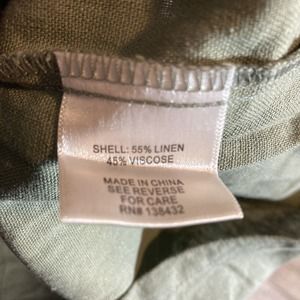 SHELL: 55% LINEN
45% VISCOSE
MADE IN CHINA
SEE REVERSE
FOR CARE
RN# 138432